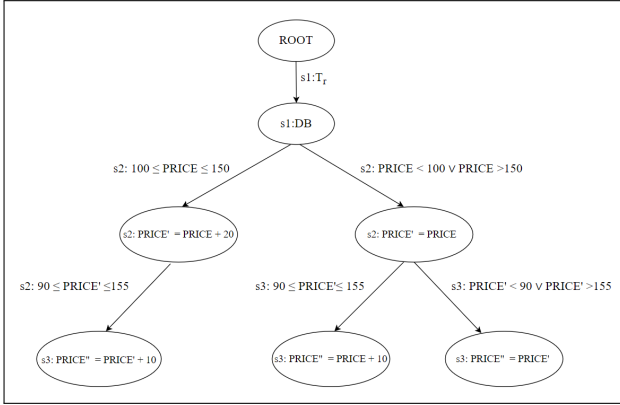 ROOT
s1:Tr
s1:DB
s2: 100 ≤ PRICE ≤ 150
s2: PRICE < 100 ∨ PRICE >150
s2: PRICE' = PRICE + 20
s2: PRICE' = PRICE
s2: 90 ≤ PRICE' ≤155
s3: 90 ≤ PRICE'≤ 155
s3: PRICE' < 90 ∨ PRICE' >155
s3: PRICE" = PRICE' + 10
s3: PRICE" = PRICE + 10
s3: PRICE" = PRICE'